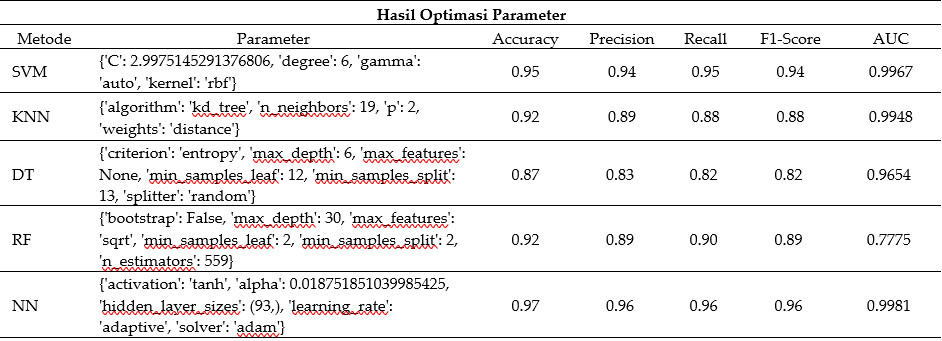 Hasil Optimasi Parameter
Metode Parameter Accuracy Precision Recall F1-Score AUC
SVM {'C': 2.9975145291376806, 'degree': 6, 'gamma':
'auto', 'kernel': 'rbf'} 0.95 0.94 0.95 0.94 0.9967
KNN {'algorithm': 'kd_tree', 'n_neighbors': 19, 'p': 2,
'weights': 'distance'} 0.92 0.89 0.88 0.88 0.9948
{'criterion': 'entropy', 'max_depth': 6, 'max_features':
DT None, 'min_samples_leaf': 12, 'min_samples_split': 0.87 0.83 0.82 0.82 0.9654
13, 'splitter': 'random'}
{'bootstrap': False, 'max_depth': 30, 'max_features':
RF 'sqrt', 'min_samples_leaf': 2, 'min_samples_split': 2, 0.92 0.89 0.90 0.89 0.7775
'n_estimators': 559}
{'activation': 'tanh', 'alpha': 0.018751851039985425,
NN 'hidden_layer_sizes': (93,), 'learning_rate': 0.97 0.96 0.96 0.96 0.9981
'adaptive', 'solver': 'adam'}